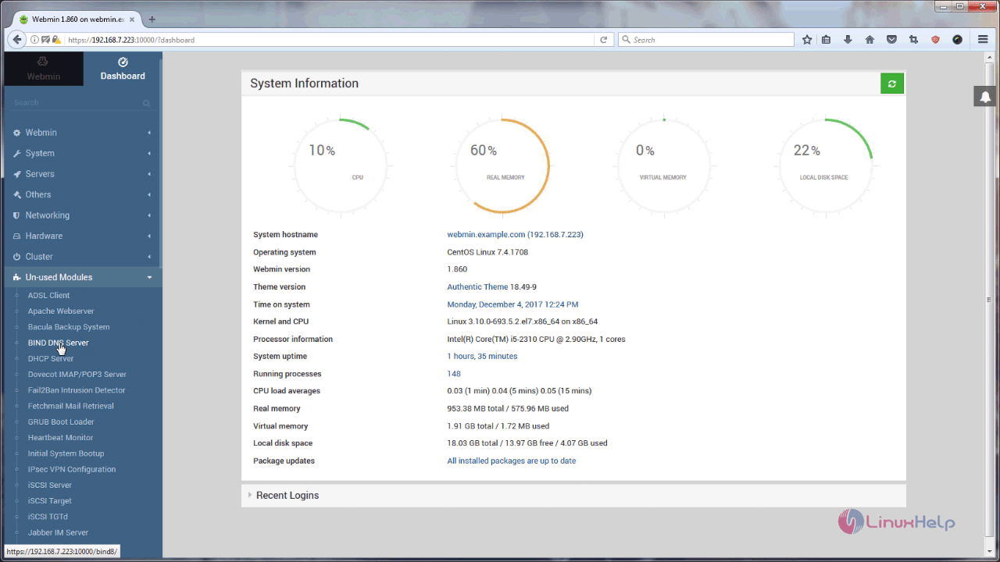 Webmin 1.860 on webmin.ex
https://192.168.7.223:10000/?dashboard
Search
Webmin
Dashboard
Search
Webmin
System
Servers
Others
Networking
Hardware
Cluster
Un-used Modules
ADSL Client
Apache Webserver
Bacula Backup System
BIND DNS Server
DHCP Server
Dovecot IMAP/POP3 Server
Fail2Ban Intrusion Detector
Fetchmail Mail Retrieval
GRUB Boot Loader
Heartbeat Monitor
Initial System Bootup
IPsec VPN Configuration
iSCSI Server
iSCSI Target
iSCSI TGTd
Jabber IM Server
https://192.168.7.223:10000/bind8/
System Information
10%
CPU
60%
REAL MEMORY
0%
VIRTUAL MEMORY
22%
LOCAL DISK SPACE
System hostname webmin.example.com (192.168.7.223)
Operating system CentOS Linux 7.4.1708
Webmin version 1.860
Theme version Authentic Theme 18.49-9
Time on system Monday, December 4, 2017 12:24 PM
Kernel and CPU Linux 3.10.0-693.5.2.el7.x86_64 on x86_64
Processor information Intel(R) Core(TM) i5-2310 CPU @ 2.90GHz, 1 cores
System uptime 1 hours, 35 minutes
Running processes 148
CPU load averages 0.03 (1 min) 0.04 (5 mins) 0.05 (15 mins)
Real memory 953.38 MB total / 575.96 MB used
Virtual memory 1.91 GB total / 1.72 MB used
Local disk space 18.03 GB total / 13.97 GB free / 4.07 GB used
Package updates All installed packages are up to date
Recent Logins
LinuxHelp